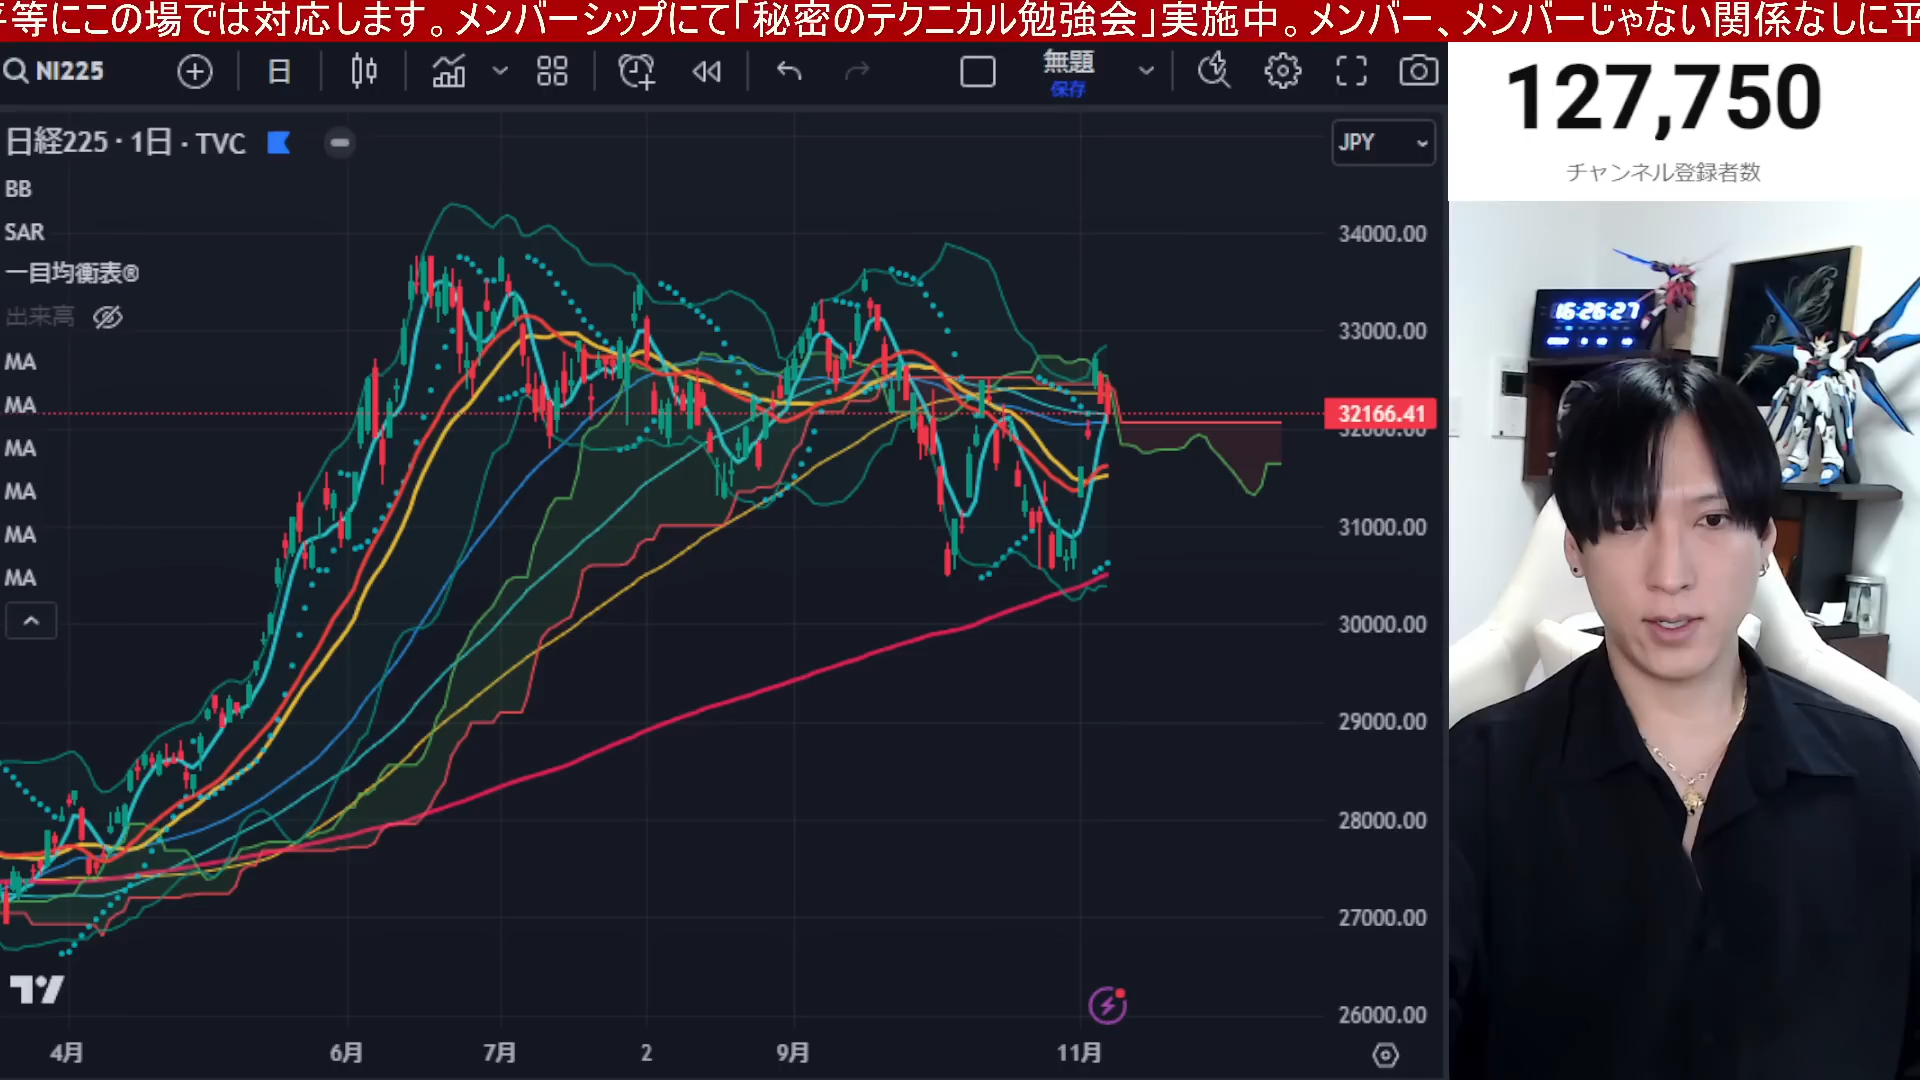 平等にこの場では対応します。メンバーシップにて「秘密のテクニカル勉強会」実施中。メンバー、メンバーじゃない関係なしに平
NI225
日
無題
保存
127,750
チャンネル登録者数
日経225 · 1日 · TVC
JPY
BB
SAR
一目均衡表®
出来高
MA
MA
MA
MA
MA
MA
34000.00
33000.00
32166.41
32000.00
31000.00
30000.00
29000.00
28000.00
27000.00
26000.00
4月
6月
7月
2
9月
11月
16:26:27